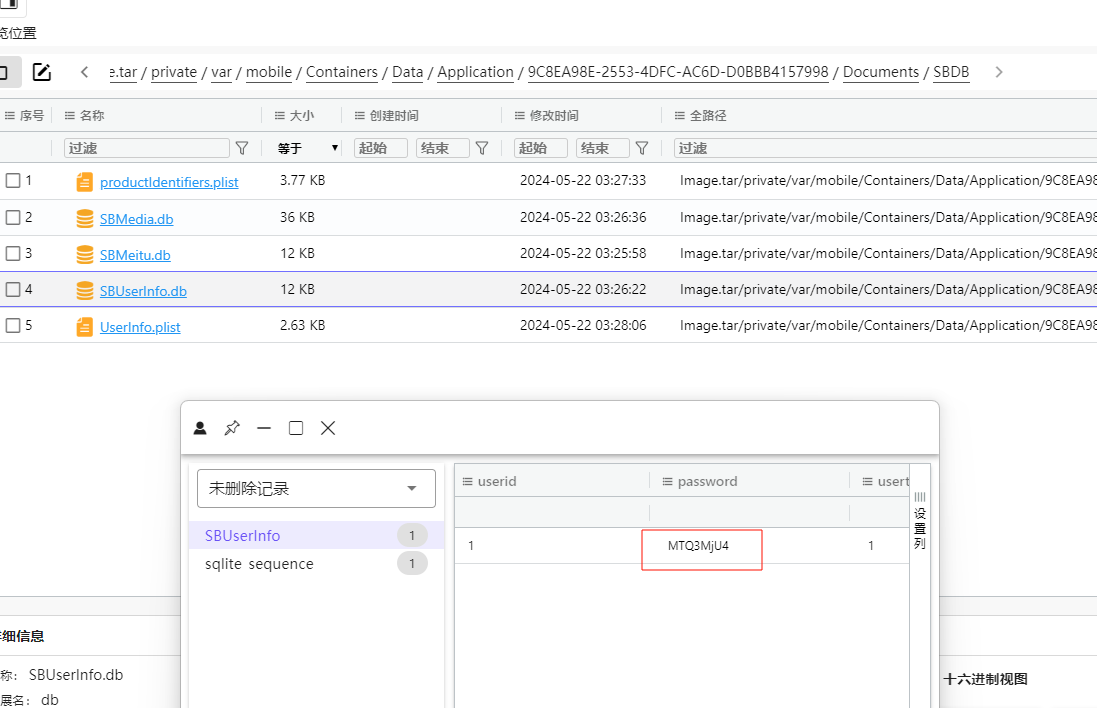 览位置
e.tar / private / var / mobile / Containers / Data / Application / 9C8EA98E-2553-4DFC-AC6D-D0BBB4157998 / Documents / SBDB
序号 名称 大小 创建时间 修改时间 全路径
过滤 等于 起始 结束 起始 结束 过滤
1 productIdentifiers.plist 3.77 KB 2024-05-22 03:27:33 Image.tar/private/var/mobile/Containers/Data/Application/9C8EA98
2 SBMedia.db 36 KB 2024-05-22 03:26:36 Image.tar/private/var/mobile/Containers/Data/Application/9C8EA98
3 SBMeitu.db 12 KB 2024-05-22 03:25:58 Image.tar/private/var/mobile/Containers/Data/Application/9C8EA98
4 SBUserInfo.db 12 KB 2024-05-22 03:26:22 Image.tar/private/var/mobile/Containers/Data/Application/9C8EA98
5 UserInfo.plist 2.63 KB 2024-05-22 03:28:06 Image.tar/private/var/mobile/Containers/Data/Application/9C8EA98
未删除记录
SBUserInfo 1
sqlite sequence 1
userid password usert
1 MTQ3MjU4 1
设置列
详细信息
称: SBUserInfo.db
展名: db
十六进制视图